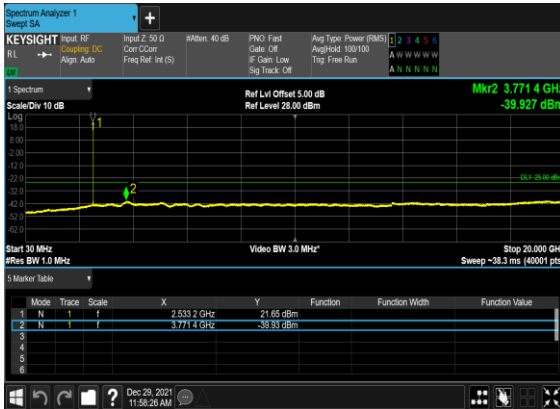 Spectrum Analyzer 1
Swept SA
+
KEYSIGHT Input: RF Input Z: 50 Ω #Atten: 40 dB PNO: Fast Avg Type: Power (RMS) 1 2 3 4 5 6
RL Coupling: DC Corr CCorr Gate: Off Avg|Hold: 100/100 A W W W W W
Align: Auto Freq Ref: Int (S) IF Gain: Low Trig: Free Run
Sig Track: Off A N N N N N
1 Spectrum Ref Lvl Offset 5.00 dB Mkr2 3.771 4 GHz
Scale/Div 10 dB Ref Level 28.00 dBm -39.927 dBm
Log
18.0
1
8.00
-2.00
-12.0
-22.0
DL1 -25.00 dBm
2
-32.0
-42.0
-52.0
-62.0
Start 30 MHz Video BW 3.0 MHz* Stop 20.000 GHz
#Res BW 1.0 MHz Sweep ~38.3 ms (40001 pts)
5 Marker Table
Mode Trace Scale X Y Function Function Width Function Value
1 N 1 f 2.533 2 GHz 21.65 dBm
2 N 1 f 3.771 4 GHz -39.93 dBm
3
4
5
6
? Dec 29, 2021
11:58:26 AM